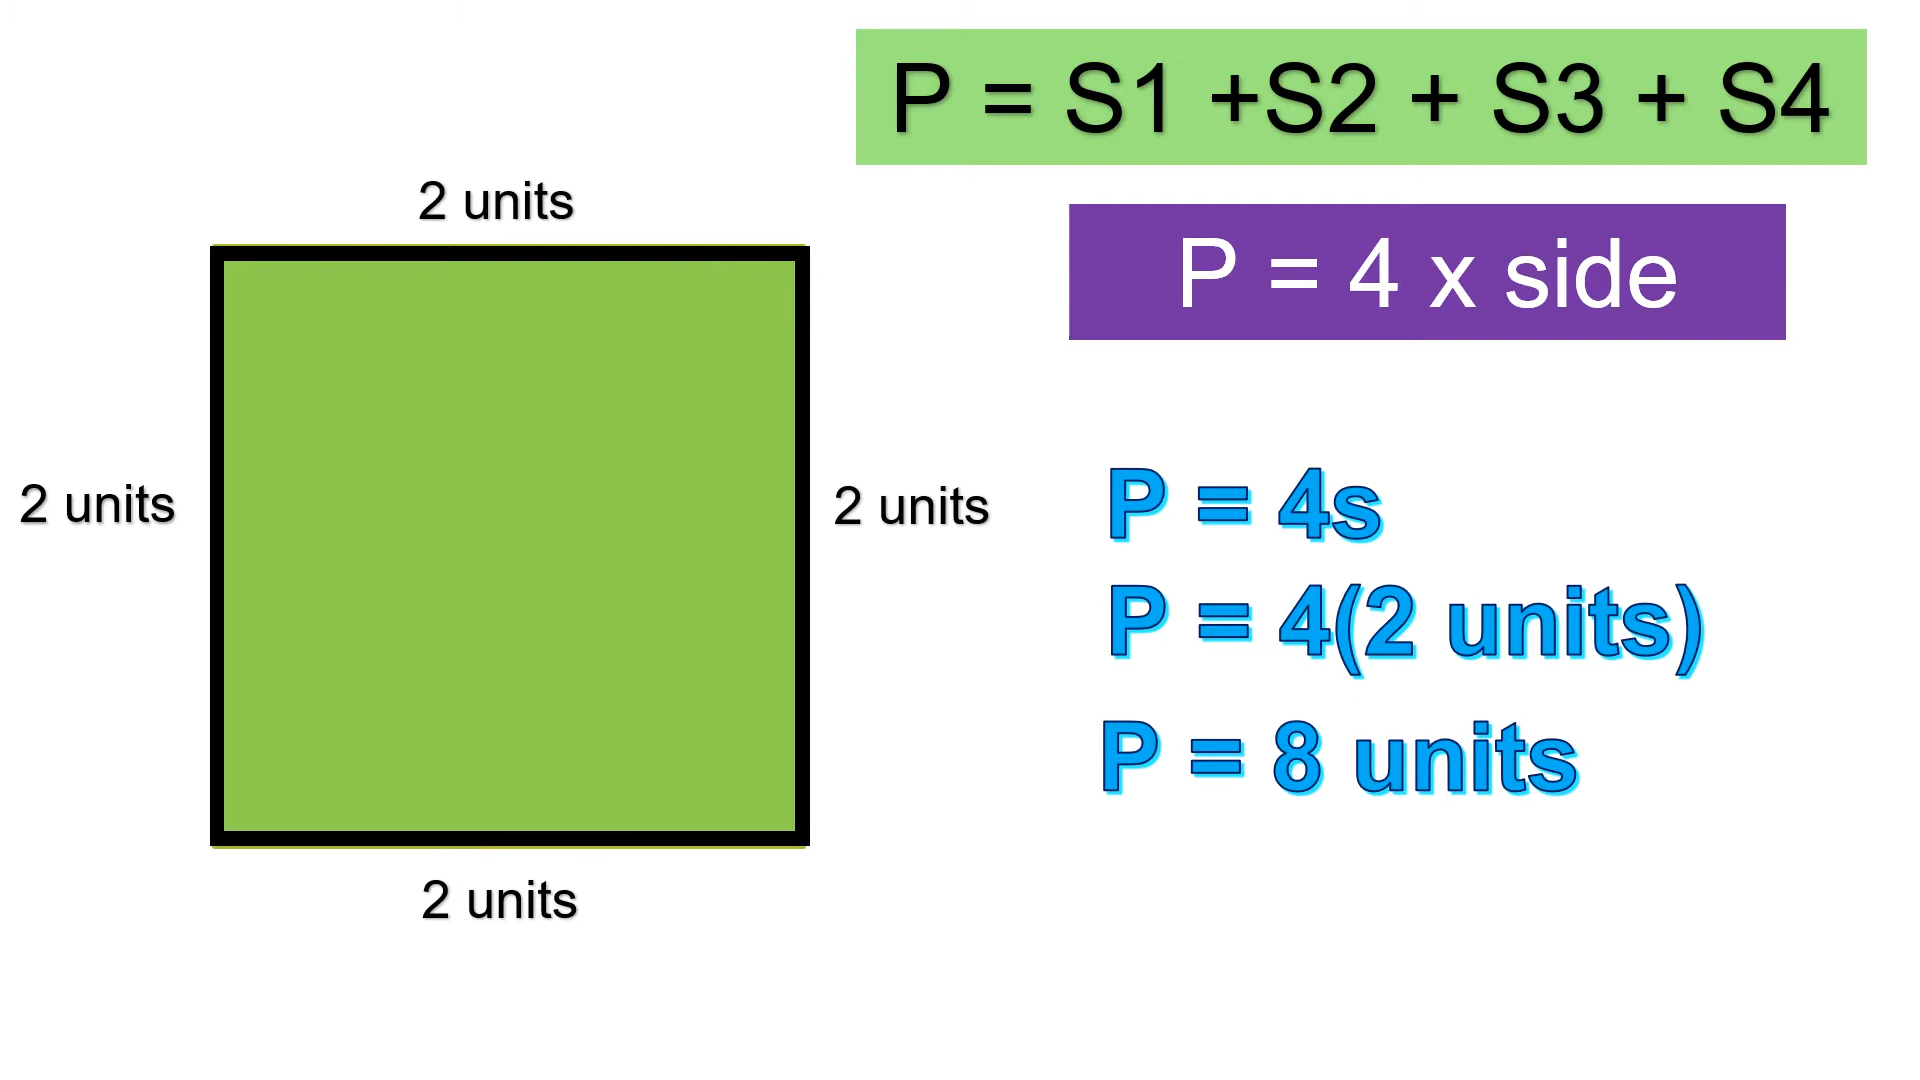 P = S1 +S2 + S3 + S4
P = 4 x side
2 units
2 units
2 units
2 units
P = 4s
P = 4(2 units)
P = 8 units